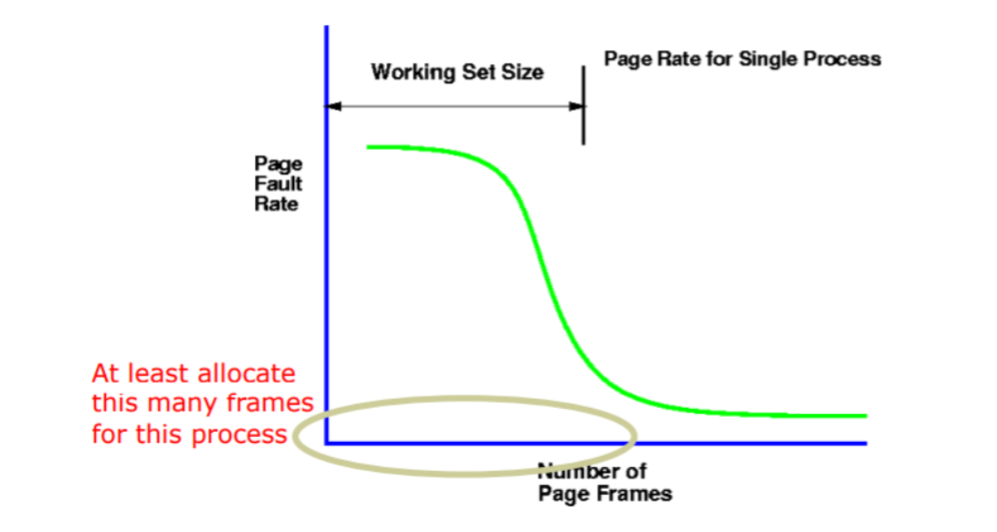 Working Set Size
Page Rate for Single Process
Page
Fault
Rate
At least allocate
this many frames
for this process
Number of
Page Frames